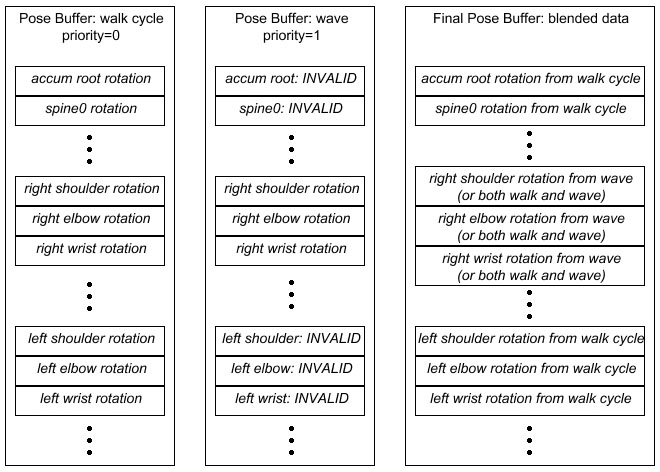 Pose Buffer: walk cycle
priority=0
accum root rotation
spine0 rotation
right shoulder rotation
right elbow rotation
right wrist rotation
left shoulder rotation
left elbow rotation
left wrist rotation
Pose Buffer: wave
priority=1
accum root: INVALID
spine0: INVALID
right shoulder rotation
right elbow rotation
right wrist rotation
left shoulder: INVALID
left elbow: INVALID
left wrist: INVALID
Final Pose Buffer: blended data
accum root rotation from walk cycle
spine0 rotation from walk cycle
right shoulder rotation from wave
(or both walk and wave)
right elbow rotation from wave
(or both walk and wave)
right wrist rotation from wave
(or both walk and wave)
left shoulder rotation from walk cycle
left elbow rotation from walk cycle
left wrist rotation from walk cycle